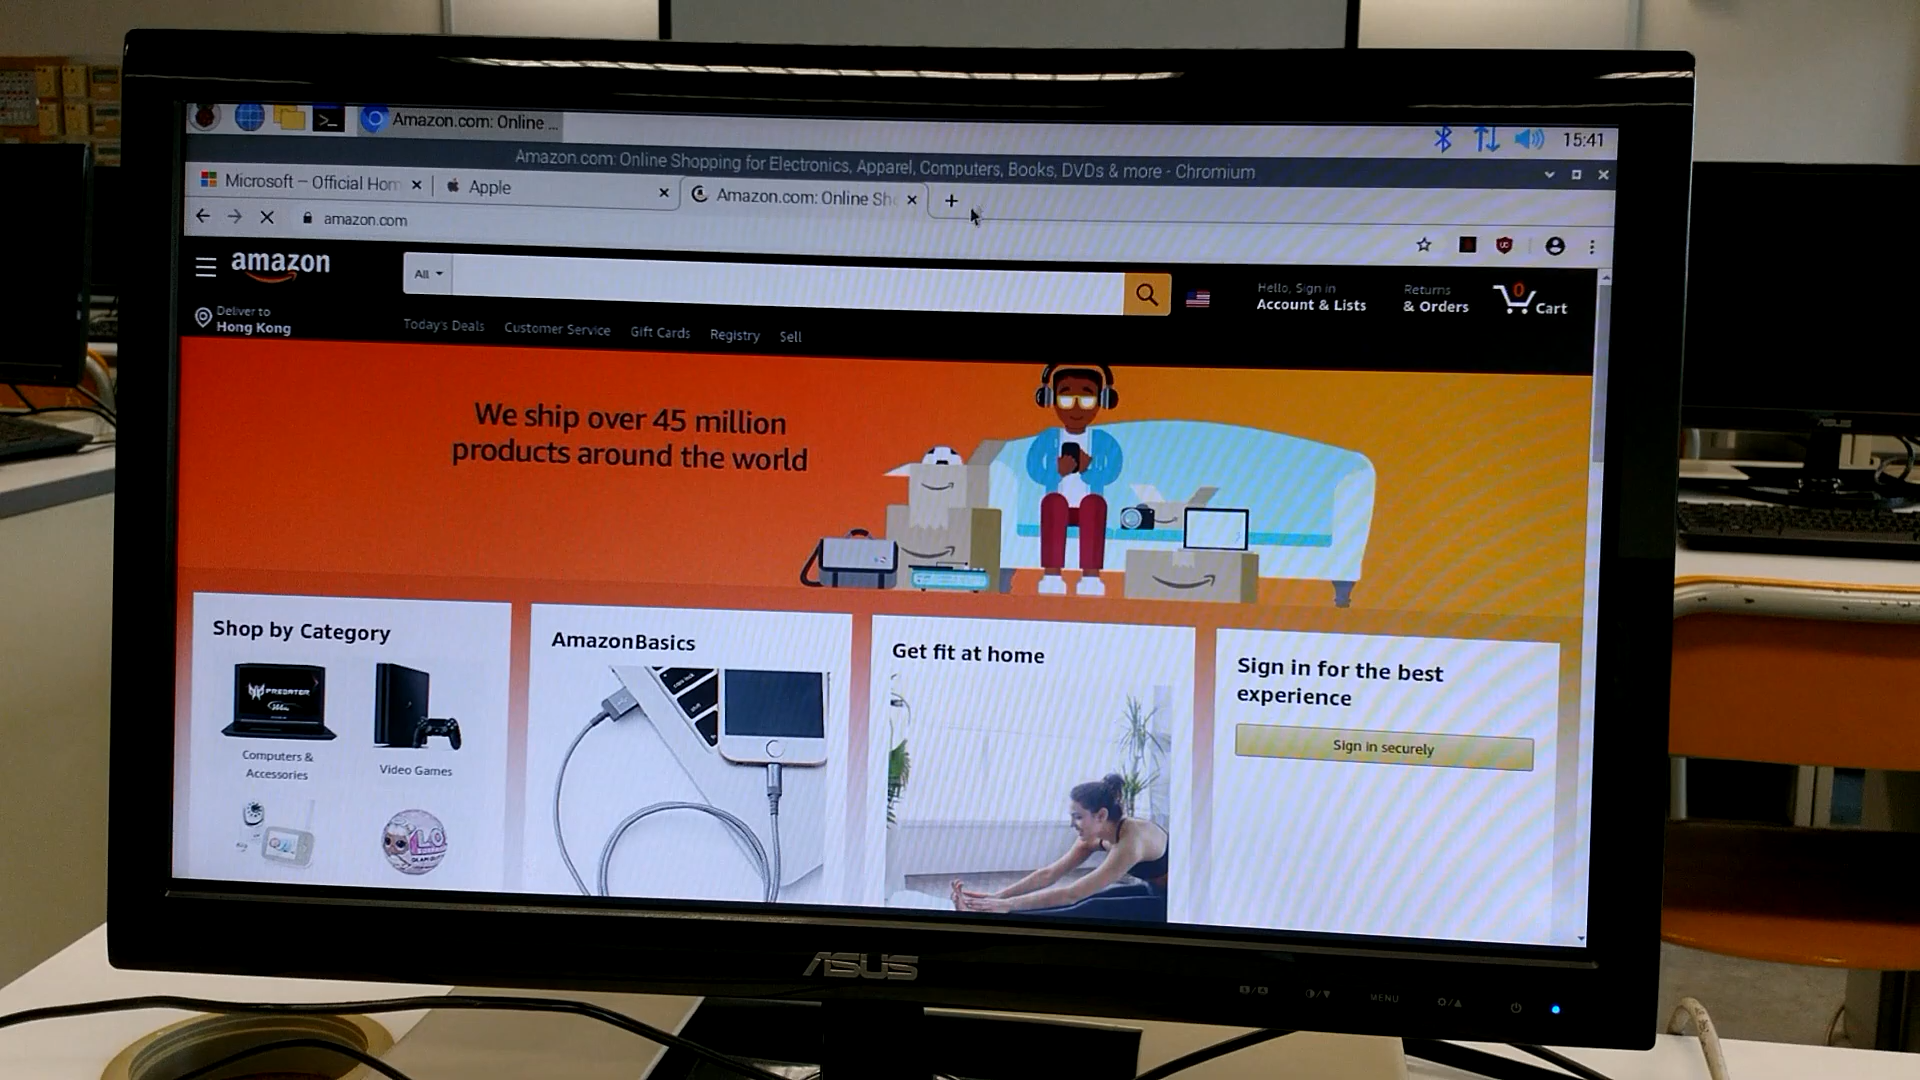 Amazon.com: Online ...
15:41
Amazon.com: Online Shopping for Electronics, Apparel, Computers, Books, DVDs & more - Chromium
Microsoft – Official Hom
Apple
Amazon.com: Online Sh
amazon.com
amazon
All
Hello, Sign in
Account & Lists
Returns
& Orders
0
Cart
Deliver to
Hong Kong
Today's Deals
Customer Service
Gift Cards
Registry
Sell
We ship over 45 million
products around the world
Shop by Category
PREDATOR
Computers &
Accessories
Video Games
AmazonBasics
Get fit at home
Sign in for the best
experience
Sign in securely
ASUS
MENU
ASUS